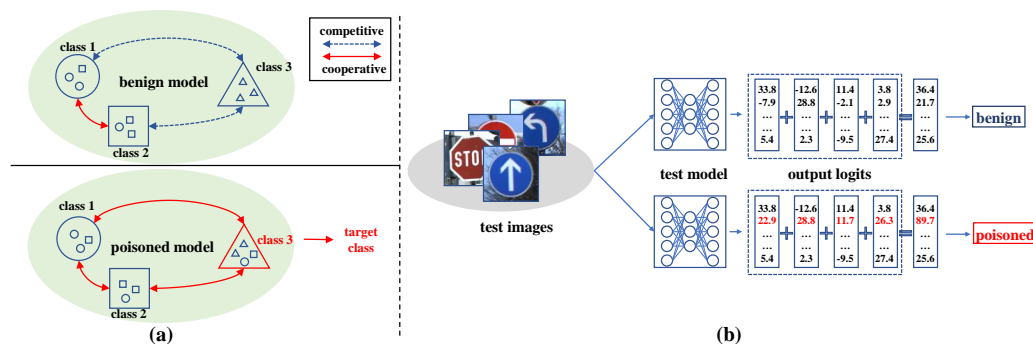 class 1
benign model
class 3
class 2
competitive
cooperative
class 1
poisoned model
class 3
target
class
class 2
(a)
STOP
test images
test model
output logits
33.8 -12.6 11.4 3.8 36.4
-7.9 28.8 -2.1 2.9 21.7
... ... ... ... ...
... ... ... ... ...
5.4 2.3 -9.5 27.4 25.6
+ + + =
benign
33.8 -12.6 11.4 3.8 36.4
22.9 28.8 11.7 26.3 89.7
... ... ... ... ...
... ... ... ... ...
5.4 2.3 -9.5 27.4 25.6
+ + + =
poisoned
(b)